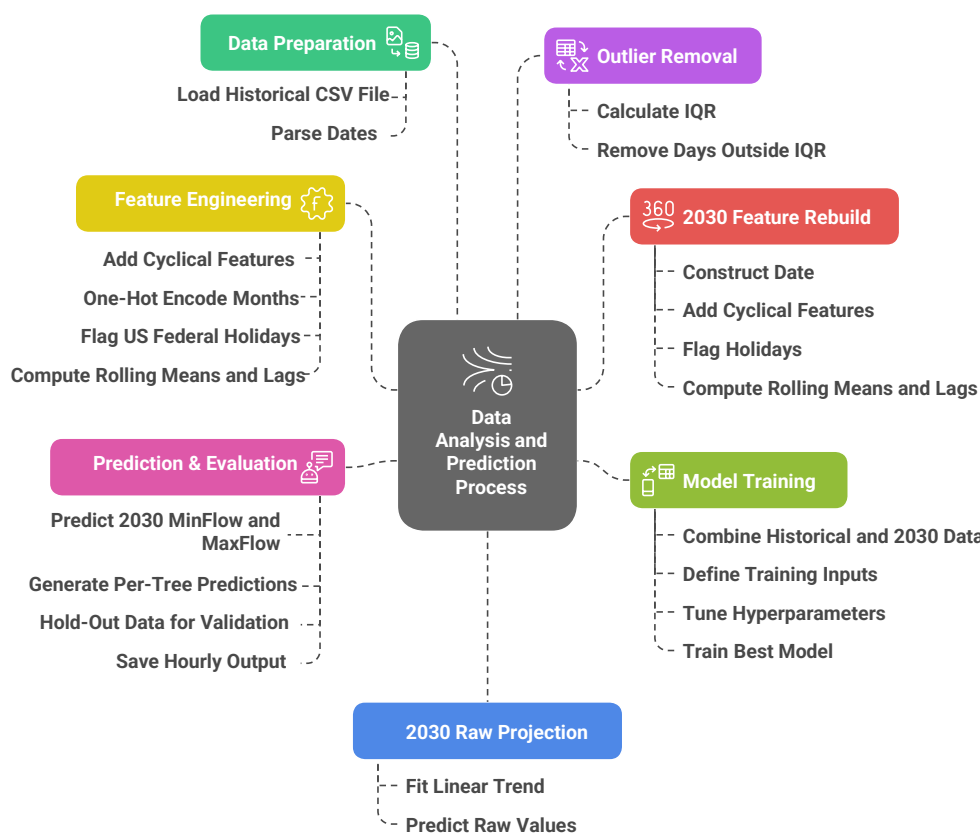 Data Preparation
Load Historical CSV File
Parse Dates
Outlier Removal
Calculate IQR
Remove Days Outside IQR
Feature Engineering
Add Cyclical Features
One-Hot Encode Months
Flag US Federal Holidays
Compute Rolling Means and Lags
360
2030 Feature Rebuild
Construct Date
Add Cyclical Features
Flag Holidays
Compute Rolling Means and Lags
Data
Analysis and
Prediction
Process
Prediction & Evaluation
Predict 2030 MinFlow and
MaxFlow
Generate Per-Tree Predictions
Hold-Out Data for Validation
Save Hourly Output
Model Training
Combine Historical and 2030 Data
Define Training Inputs
Tune Hyperparameters
Train Best Model
2030 Raw Projection
Fit Linear Trend
Predict Raw Values